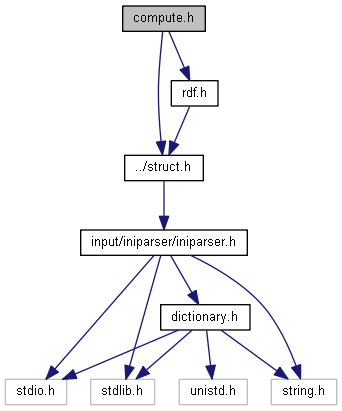 compute.h
rdf.h
../struct.h
input/iniparser/iniparser.h
dictionary.h
stdio.h
stdlib.h
unistd.h
string.h